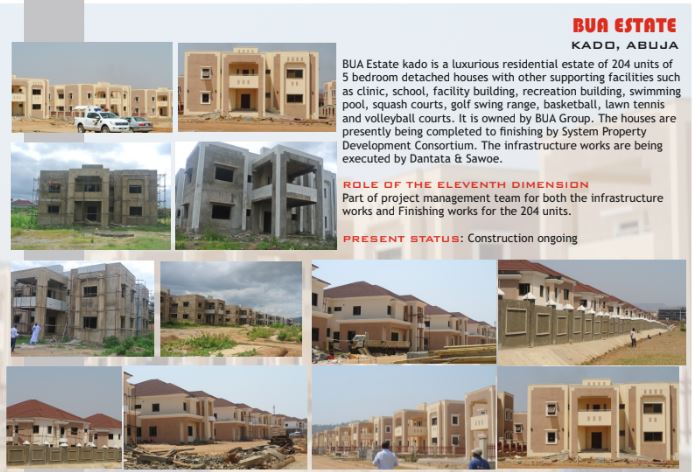 BUA ESTATE
KADO, ABUJA
BUA Estate kado is a luxurious residential estate of 204 units of
5 bedroom detached houses with other supporting facilities such
as clinic, school, facility building, recreation building, swimming
pool, squash courts, golf swing range, basketball, lawn tennis
and volleyball courts. It is owned by BUA Group. The houses are
presently being completed to finishing by System Property
Development Consortium. The infrastructure works are being
executed by Dantata & Sawoe.
ROLE OF THE ELEVENTH DIMENSION
Part of project management team for both the infrastructure
works and Finishing works for the 204 units.
PRESENT STATUS: Construction ongoing